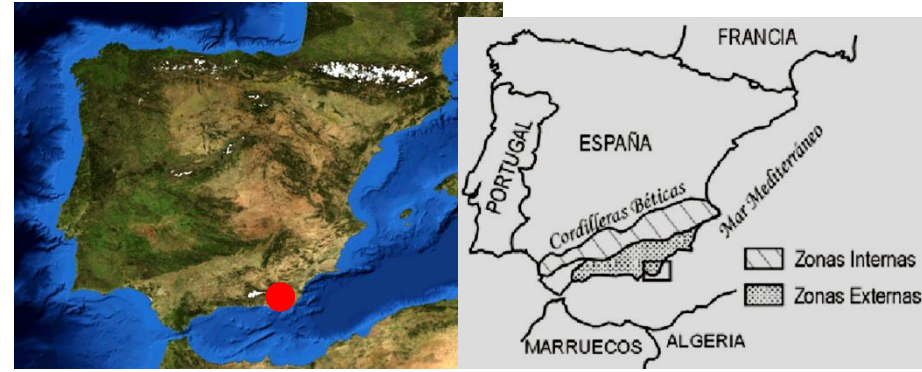 FRANCIA
ESPAÑA
PORTUGAL
Mar Mediterráneo
Cordilleras Béticas
Zonas Internas
Zonas Externas
MARRUECOS
ALGERIA